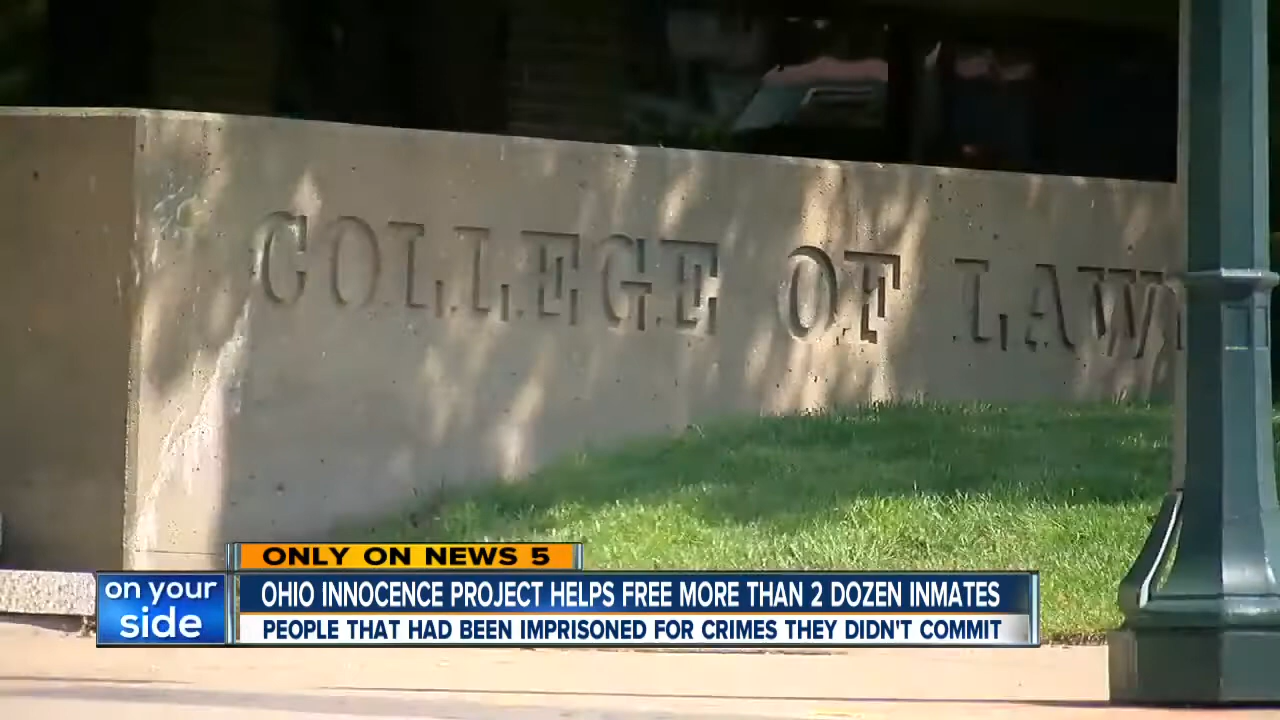 COLLEGE OF LAW
ONLY ON NEWS 5
on your
side
OHIO INNOCENCE PROJECT HELPS FREE MORE THAN 2 DOZEN INMATES
PEOPLE THAT HAD BEEN IMPRISONED FOR CRIMES THEY DIDN'T COMMIT